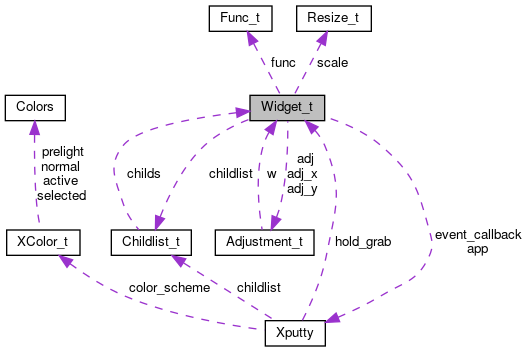 Func_t
Resize_t
func
scale
Colors
Widget_t
prelight
normal
active
selected
childs
childlist
w
adj
adj_x
adj_y
XColor_t
Childlist_t
Adjustment_t
hold_grab
event_callback
app
color_scheme
childlist
Xputty